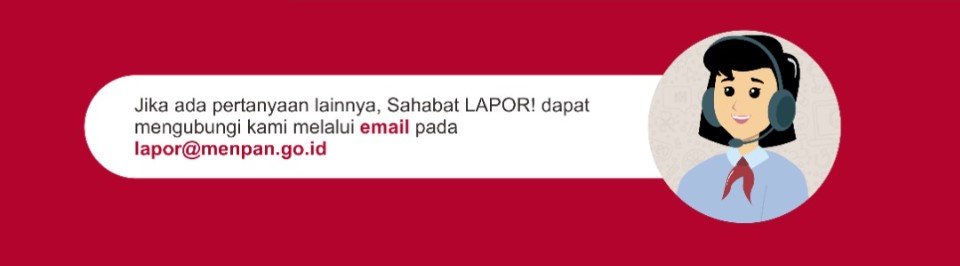 Jika ada pertanyaan lainnya, Sahabat LAPOR! dapat
mengubungi kami melalui email pada
lapor@menpan.go.id